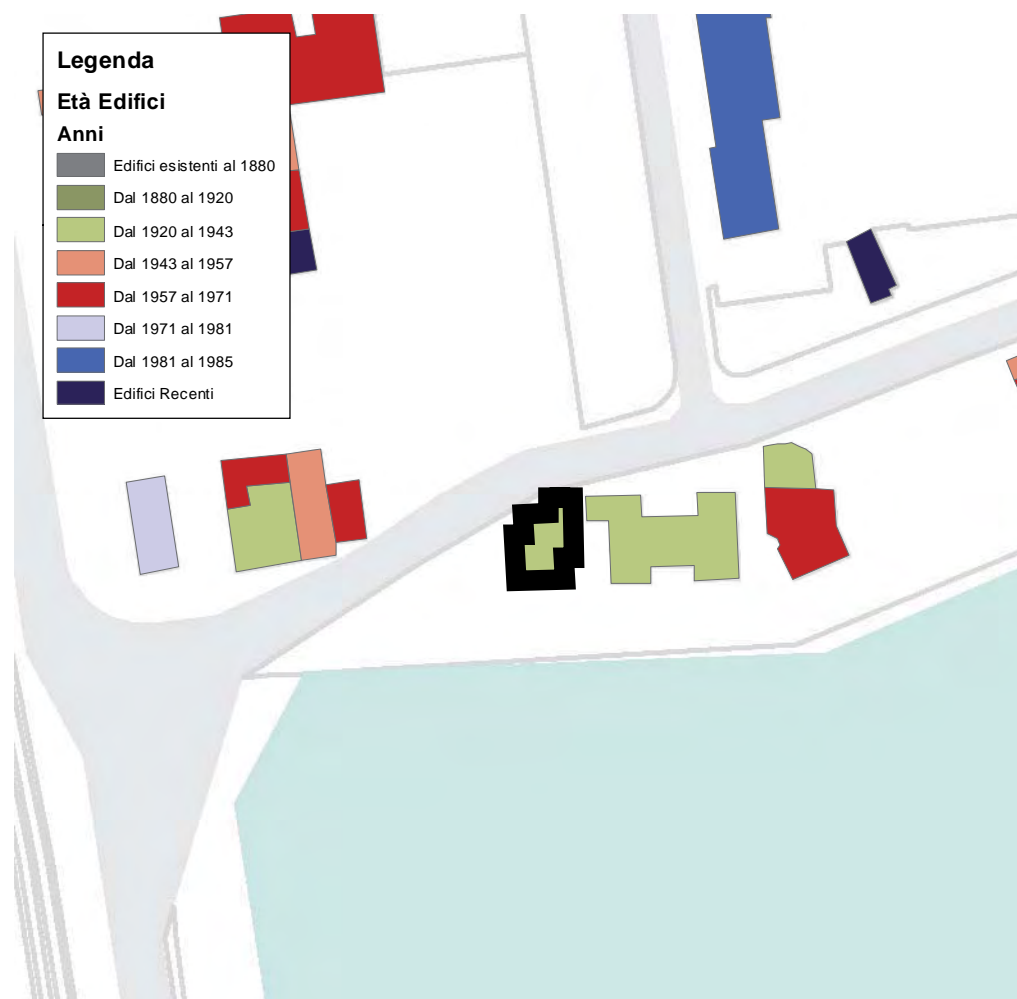 Legenda
Età Edifici
Anni
Edifici esistenti al 1880
Dal 1880 al 1920
Dal 1920 al 1943
Dal 1943 al 1957
Dal 1957 al 1971
Dal 1971 al 1981
Dal 1981 al 1985
Edifici Recenti